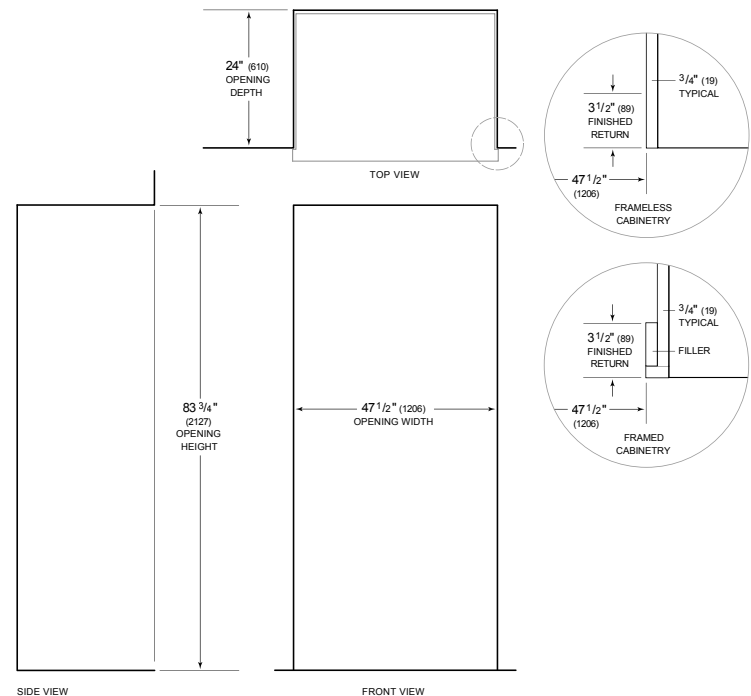 24" (610)
OPENING
DEPTH
TOP VIEW
3/4" (19)
TYPICAL
3 1/2" (89)
FINISHED
RETURN
47 1/2"
(1206)
FRAMELESS
CABINETRY
3/4" (19)
TYPICAL
3 1/2" (89)
FINISHED
RETURN
FILLER
47 1/2"
(1206)
FRAMED
CABINETRY
83 3/4"
(2127)
OPENING
HEIGHT
47 1/2" (1206)
OPENING WIDTH
SIDE VIEW
FRONT VIEW